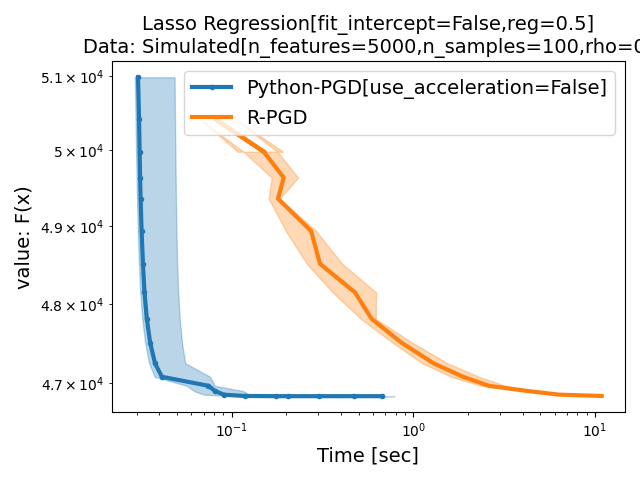 Lasso Regression[fit_intercept=False,reg=0.5]
Data: Simulated[n_features=5000,n_samples=100,rho=0
Python-PGD[use_acceleration=False]
R-PGD
5.1 × 10⁴
5 × 10⁴
4.9 × 10⁴
4.8 × 10⁴
4.7 × 10⁴
value: F(x)
10⁻¹
10⁰
10¹
Time [sec]